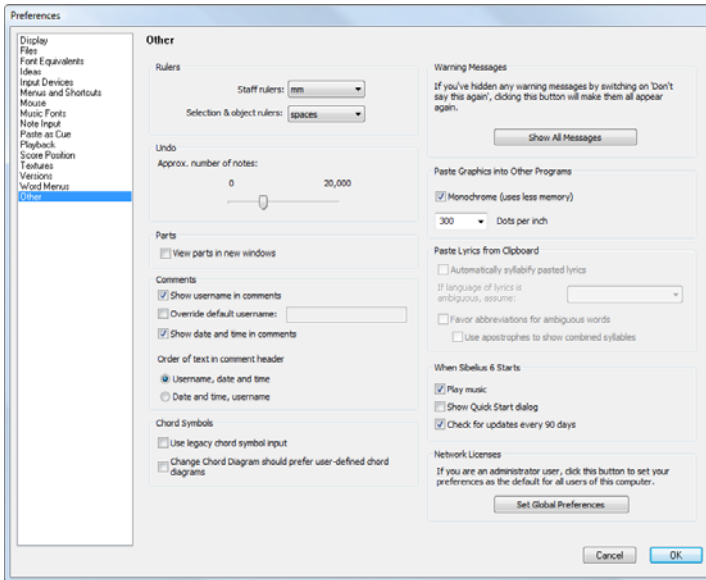 Preferences
Display
Files
Font Equivalents
Ideas
Input Devices
Menus and Shortcuts
Mouse
Music Fonts
Note Input
Paste as Cue
Playback
Score Position
Textures
Versions
Word Menus
Other
Other
Rulers
Staff rulers: mm
Selection & object rulers: spaces
Undo
Approx. number of notes:
0 20,000
Parts
View parts in new windows
Comments
Show username in comments
Override default username:
Show date and time in comments
Order of text in comment header
Username, date and time
Date and time, username
Chord Symbols
Use legacy chord symbol input
Change Chord Diagram should prefer user-defined chord
diagrams
Warning Messages
If you've hidden any warning messages by switching on 'Don't
say this again', clicking this button will make them all appear
again.
Show All Messages
Paste Graphics into Other Programs
Monochrome (uses less memory)
300 Dots per inch
Paste Lyrics from Clipboard
Automatically syllabify pasted lyrics
If language of lyrics is
ambiguous, assume:
Favor abbreviations for ambiguous words
Use apostrophes to show combined syllables
When Sibelius 6 Starts
Play music
Show Quick Start dialog
Check for updates every 90 days
Network Licenses
If you are an administrator user, click this button to set your
preferences as the default for all users of this computer.
Set Global Preferences
Cancel OK